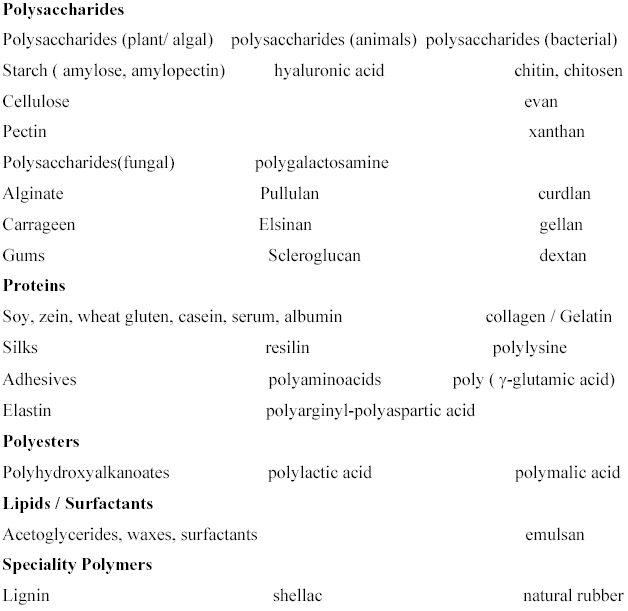 Polysaccharides
Polysaccharides (plant/ algal) polysaccharides (animals) polysaccharides (bacterial)
Starch ( amylose, amylopectin) hyaluronic acid chitin, chitosen
Cellulose evan
Pectin xanthan
Polysaccharides(fungal) polygalactosamine
Alginate Pullulan curdlan
Carrageen Elsinan gellan
Gums Scleroglucan dextan
Proteins
Soy, zein, wheat gluten, casein, serum, albumin collagen / Gelatin
Silks resilin polylysine
Adhesives polyaminoacids poly ( γ-glutamic acid)
Elastin polyarginyl-polyaspartic acid
Polyesters
Polyhydroxyalkanoates polylactic acid polymalic acid
Lipids / Surfactants
Acetoglycerides, waxes, surfactants emulsan
Speciality Polymers
Lignin shellac natural rubber